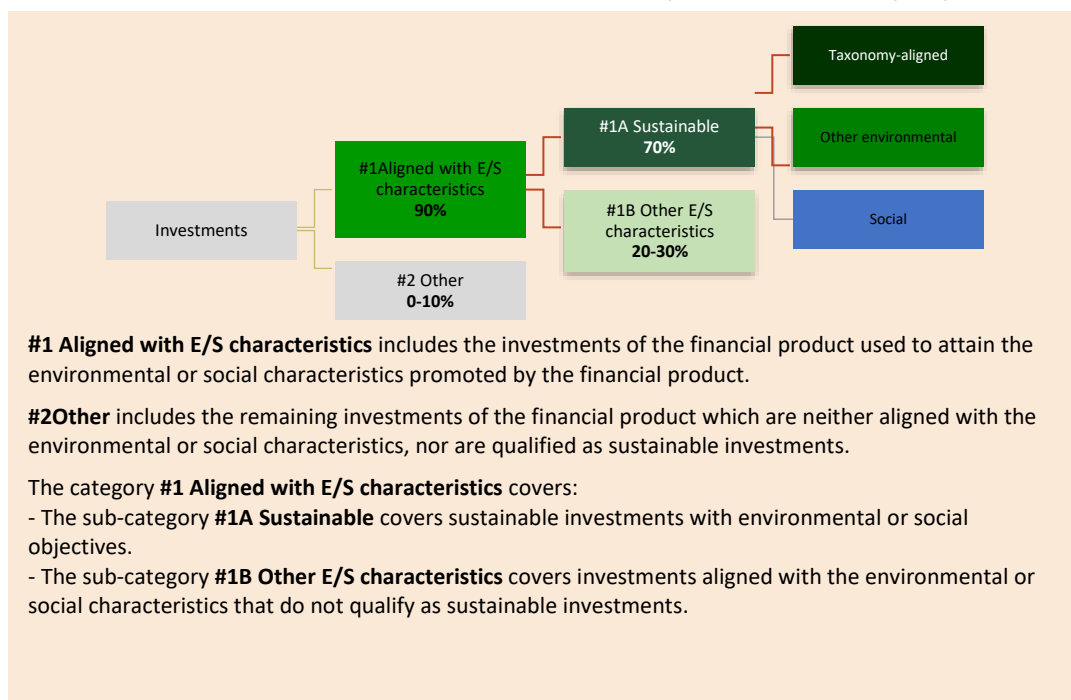 Taxonomy-aligned
#1A Sustainable
70%
Other environmental
#1Aligned with E/S
characteristics
90%
#1B Other E/S
characteristics
20-30%
Social
Investments
#2 Other
0-10%
#1 Aligned with E/S characteristics includes the investments of the financial product used to attain the
environmental or social characteristics promoted by the financial product.
#2Other includes the remaining investments of the financial product which are neither aligned with the
environmental or social characteristics, nor are qualified as sustainable investments.
The category #1 Aligned with E/S characteristics covers:
- The sub-category #1A Sustainable covers sustainable investments with environmental or social
objectives.
- The sub-category #1B Other E/S characteristics covers investments aligned with the environmental or
social characteristics that do not qualify as sustainable investments.